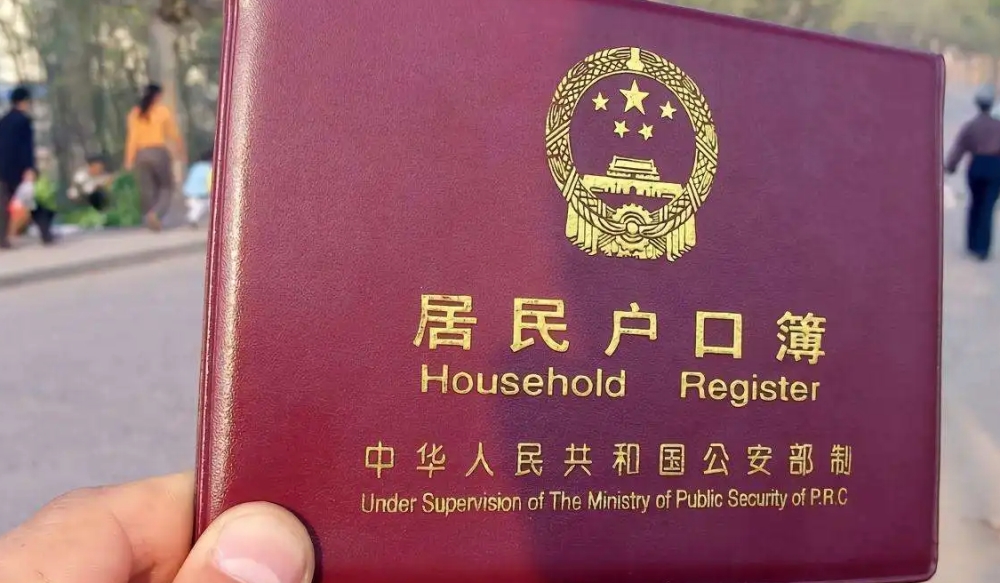 居民户口簿
Household Register
中华人民共和国公安部制
Under Supervision of The Ministry of Public Security of P.R.C